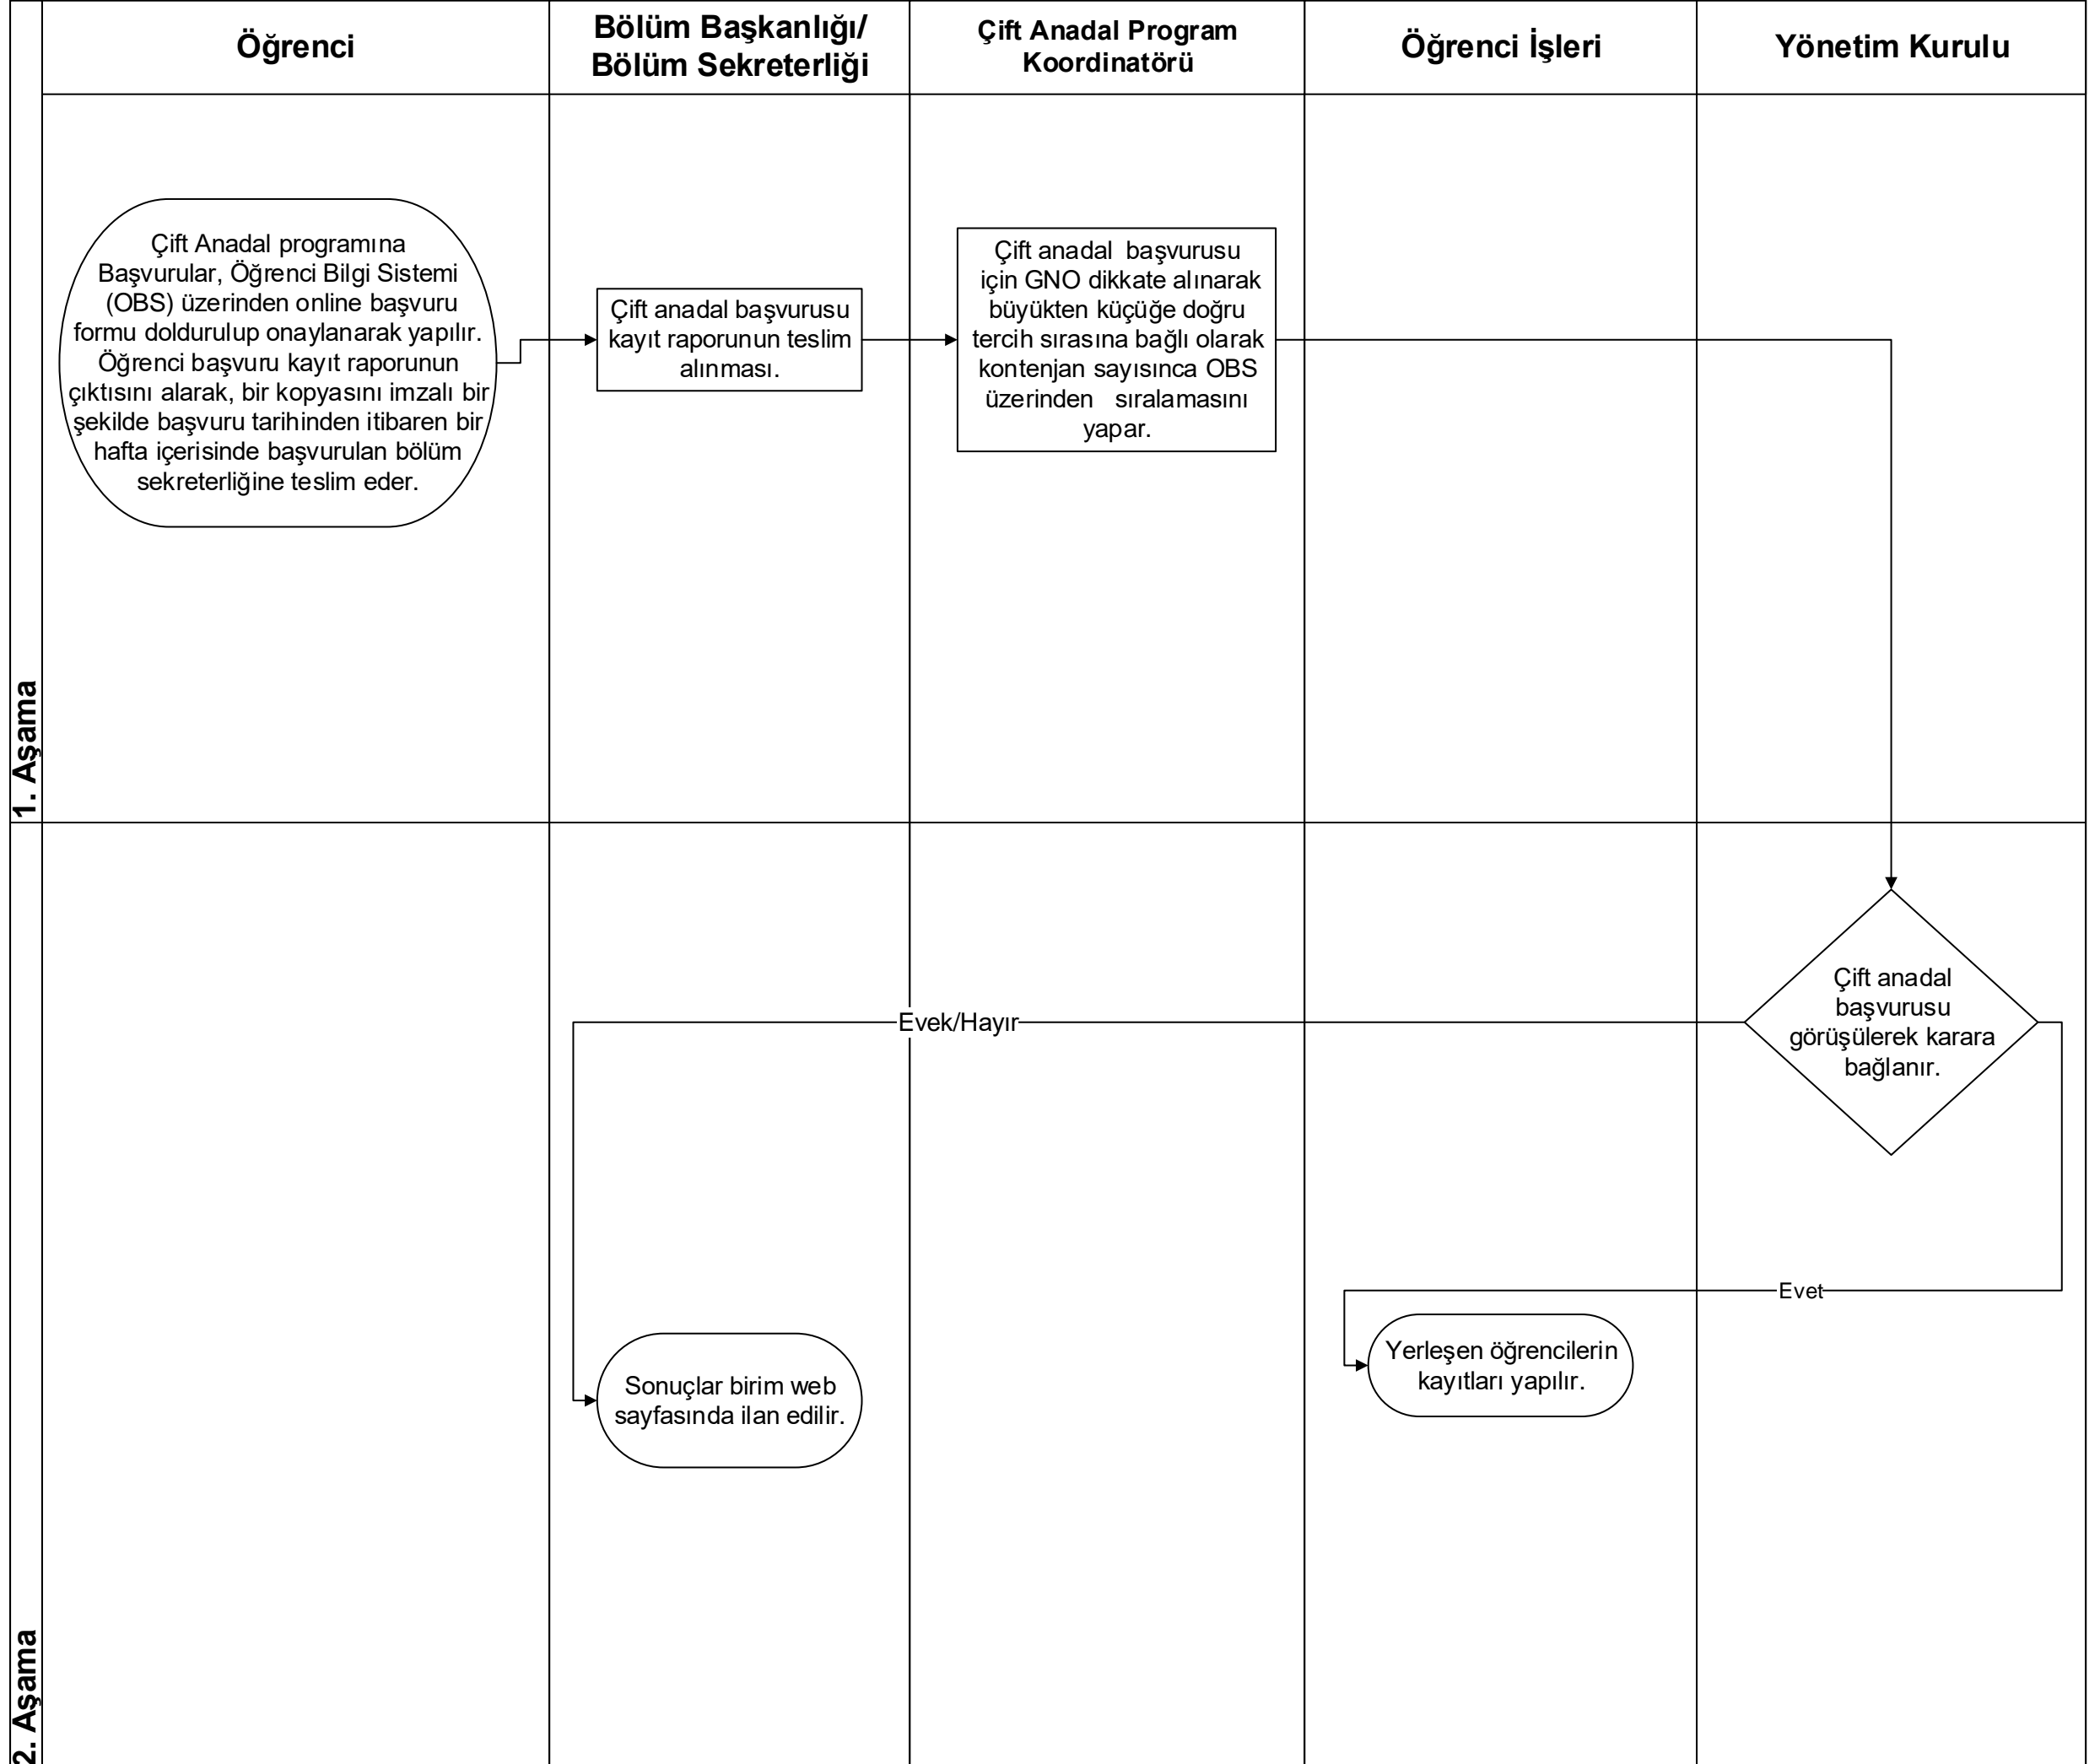 Öğrenci
Bölüm Başkanlığı/
Bölüm Sekreterliği
Çift Anadal Program
Koordinatörü
Öğrenci İşleri
Yönetim Kurulu
1. Aşama
Çift Anadal programına
Başvurular, Öğrenci Bilgi Sistemi
(OBS) üzerinden online başvuru
formu doldurulup onaylanarak yapılır.
Öğrenci başvuru kayıt raporunun
çıktısını alarak, bir kopyasını imzalı bir
şekilde başvuru tarihinden itibaren bir
hafta içerisinde başvurulan bölüm
sekreterliğine teslim eder.
Çift anadal başvurusu
kayıt raporunun teslim
alınması.
Çift anadal başvurusu
için GNO dikkate alınarak
büyükten küçüğe doğru
tercih sırasına bağlı olarak
kontenjan sayısınca OBS
üzerinden sıralamasını
yapar.
2. Aşama
Çift anadal
başvurusu
görüşülerek karara
bağlanır.
Evek/Hayır
Evet
Sonuçlar birim web
sayfasında ilan edilir.
Yerleşen öğrencilerin
kayıtları yapılır.